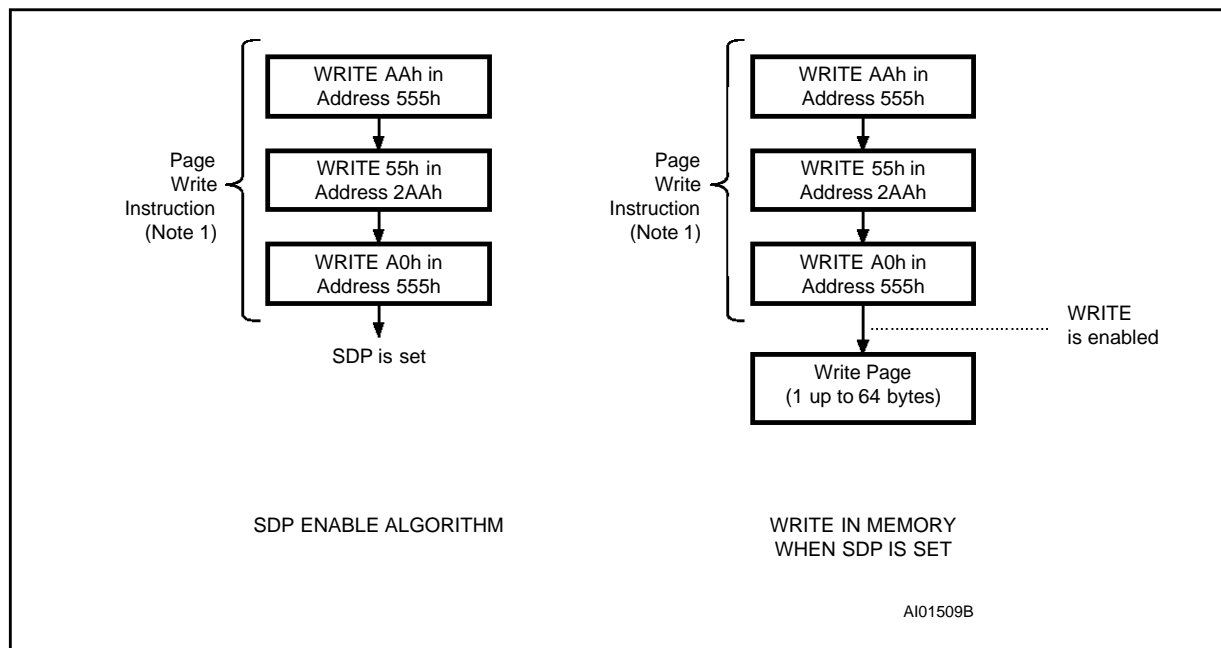 WRITE AAh in
Address 555h
Page
Write
Instruction
(Note 1)
WRITE 55h in
Address 2AAh
WRITE A0h in
Address 555h
SDP is set
SDP ENABLE ALGORITHM
WRITE AAh in
Address 555h
Page
Write
Instruction
(Note 1)
WRITE 55h in
Address 2AAh
WRITE A0h in
Address 555h
WRITE
is enabled
Write Page
(1 up to 64 bytes)
WRITE IN MEMORY
WHEN SDP IS SET
AI01509B